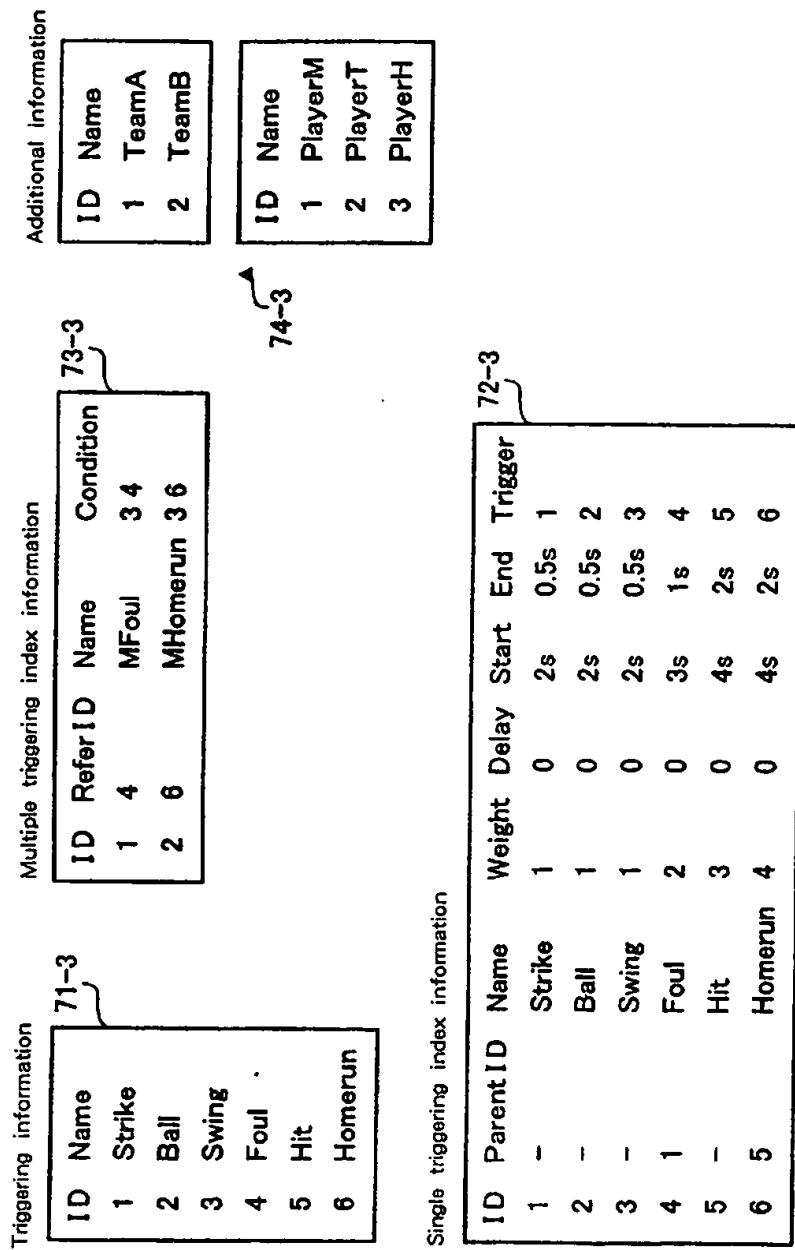 Triggering information
71-3
ID Name
1 Strike
2 Ball
3 Swing
4 Foul
5 Hit
6 Homerun
Multiple triggering index information
73-3
ID ReferID Name Condition
1 4 MFoul 3 4
2 6 MHomerun 3 6
Additional information
ID Name
1 TeamA
2 TeamB
ID Name
1 PlayerM
2 PlayerT
3 PlayerH
74-3
Single triggering index information
72-3
ID ParentID Name Weight Delay Start End Trigger
1 - Strike 1 0 2s 0.5s 1
2 - Ball 1 0 2s 0.5s 2
3 - Swing 1 0 2s 0.5s 3
4 1 Foul 2 0 3s 1s 4
5 - Hit 3 0 4s 2s 5
6 5 Homerun 4 0 4s 2s 6